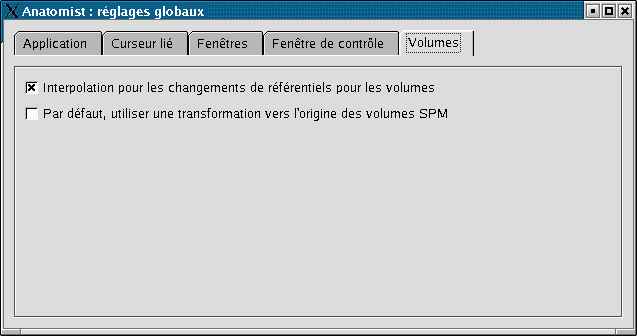 Anatomist : réglages globaux
Application Curseur lié Fenêtres Fenêtre de contrôle Volumes
Interpolation pour les changements de référentiels pour les volumes
Par défaut, utiliser une transformation vers l'origine des volumes SPM